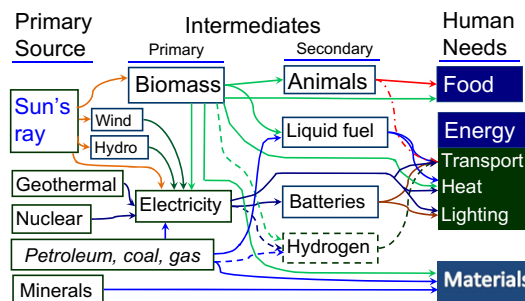 Primary
Source
Intermediates
Primary
Secondary
Human
Needs
Sun's
ray
Biomass
Wind
Hydro
Geothermal
Nuclear
Electricity
Petroleum, coal, gas
Minerals
Animals
Liquid fuel
Batteries
Hydrogen
Food
Energy
Transport
Heat
Lighting
Materials